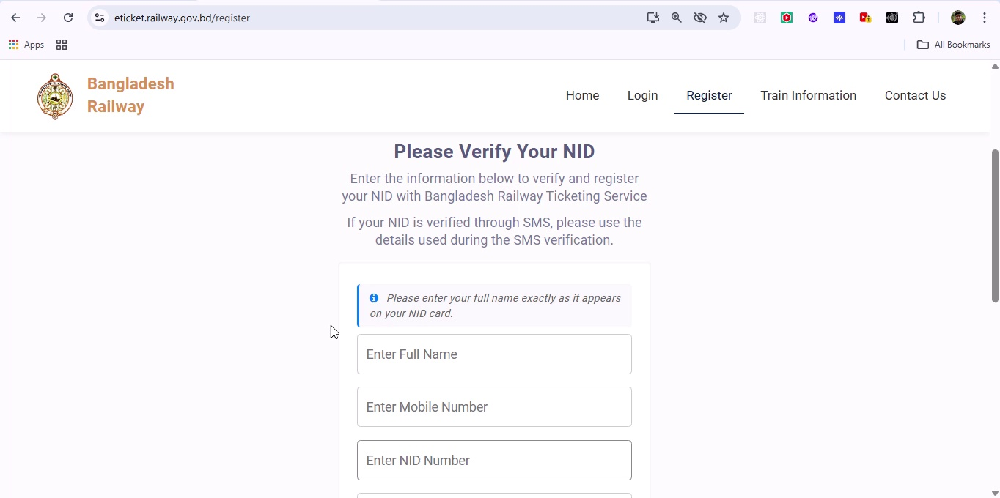 eticket.railway.gov.bd/register
Apps
All Bookmarks
Bangladesh
Railway
Home
Login
Register
Train Information
Contact Us
Please Verify Your NID
Enter the information below to verify and register
your NID with Bangladesh Railway Ticketing Service
If your NID is verified through SMS, please use the
details used during the SMS verification.
Please enter your full name exactly as it appears
on your NID card.
Enter Full Name
Enter Mobile Number
Enter NID Number